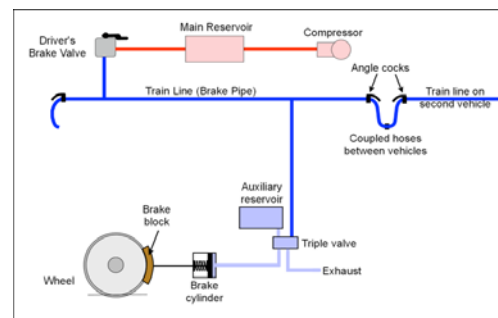 Main Reservoir
Compressor
Driver's
Brake Valve
Angle cocks
Train Line (Brake Pipe)
Train line on
second vehicle
Coupled hoses
between vehicles
Auxiliary
reservoir
Brake
block
Triple valve
Exhaust
Wheel
Brake
cylinder